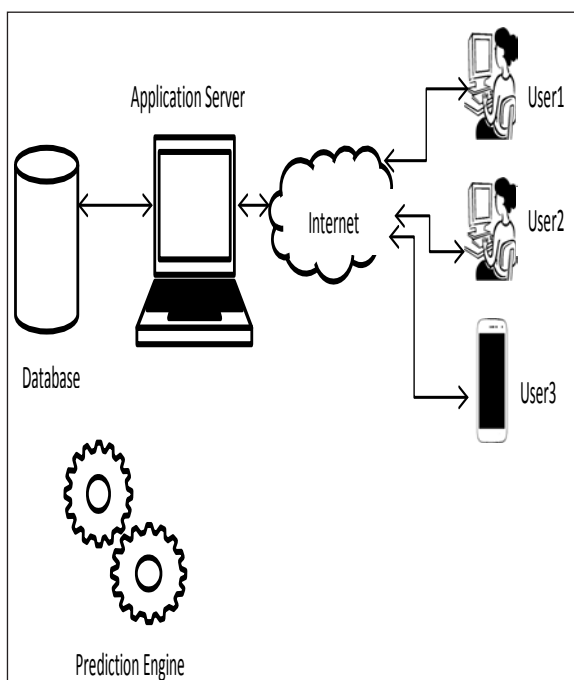 Application Server
User1
Internet
User2
Database
User3
Prediction Engine